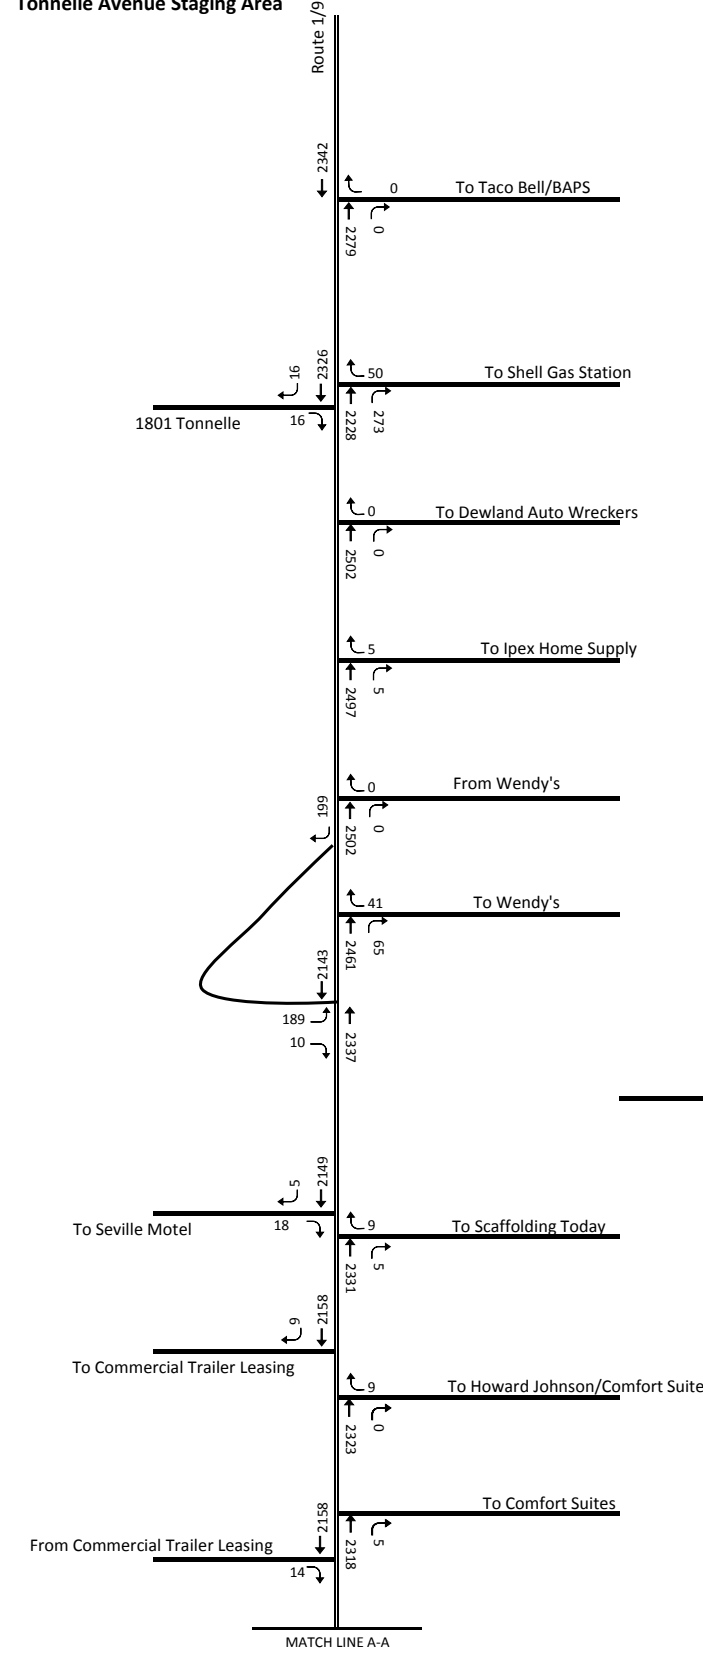 Tonnelle Avenue Staging Area
Route 1/9
2342
0
To Taco Bell/BAPS
2279
0
16
2326
50
To Shell Gas Station
1801 Tonnelle
16
2228
273
0
To Dewland Auto Wreckers
2502
0
5
To Ipex Home Supply
2497
5
0
From Wendy's
199
2502
0
41
To Wendy's
2461
65
2143
189
10
2337
5
2149
To Seville Motel
18
9
To Scaffolding Today
2331
5
9
2158
To Commercial Trailer Leasing
9
To Howard Johnson/Comfort Suite
2323
0
To Comfort Suites
2158
2318
5
From Commercial Trailer Leasing
14
MATCH LINE A-A